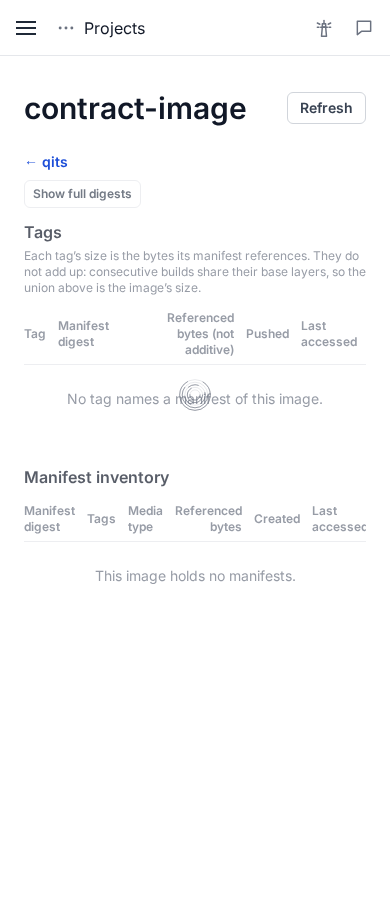 Projects
contract-image
Refresh
← qits
Show full digests
Tags
Each tag's size is the bytes its manifest references. They do
not add up: consecutive builds share their base layers, so the
union above is the image's size.
Tag
Manifest
digest
Referenced
bytes (not
additive)
Pushed
Last
accessed
No tag names a manifest of this image.
Manifest inventory
Manifest
digest
Tags
Media
type
Referenced
bytes
Created
Last
accessed
This image holds no manifests.